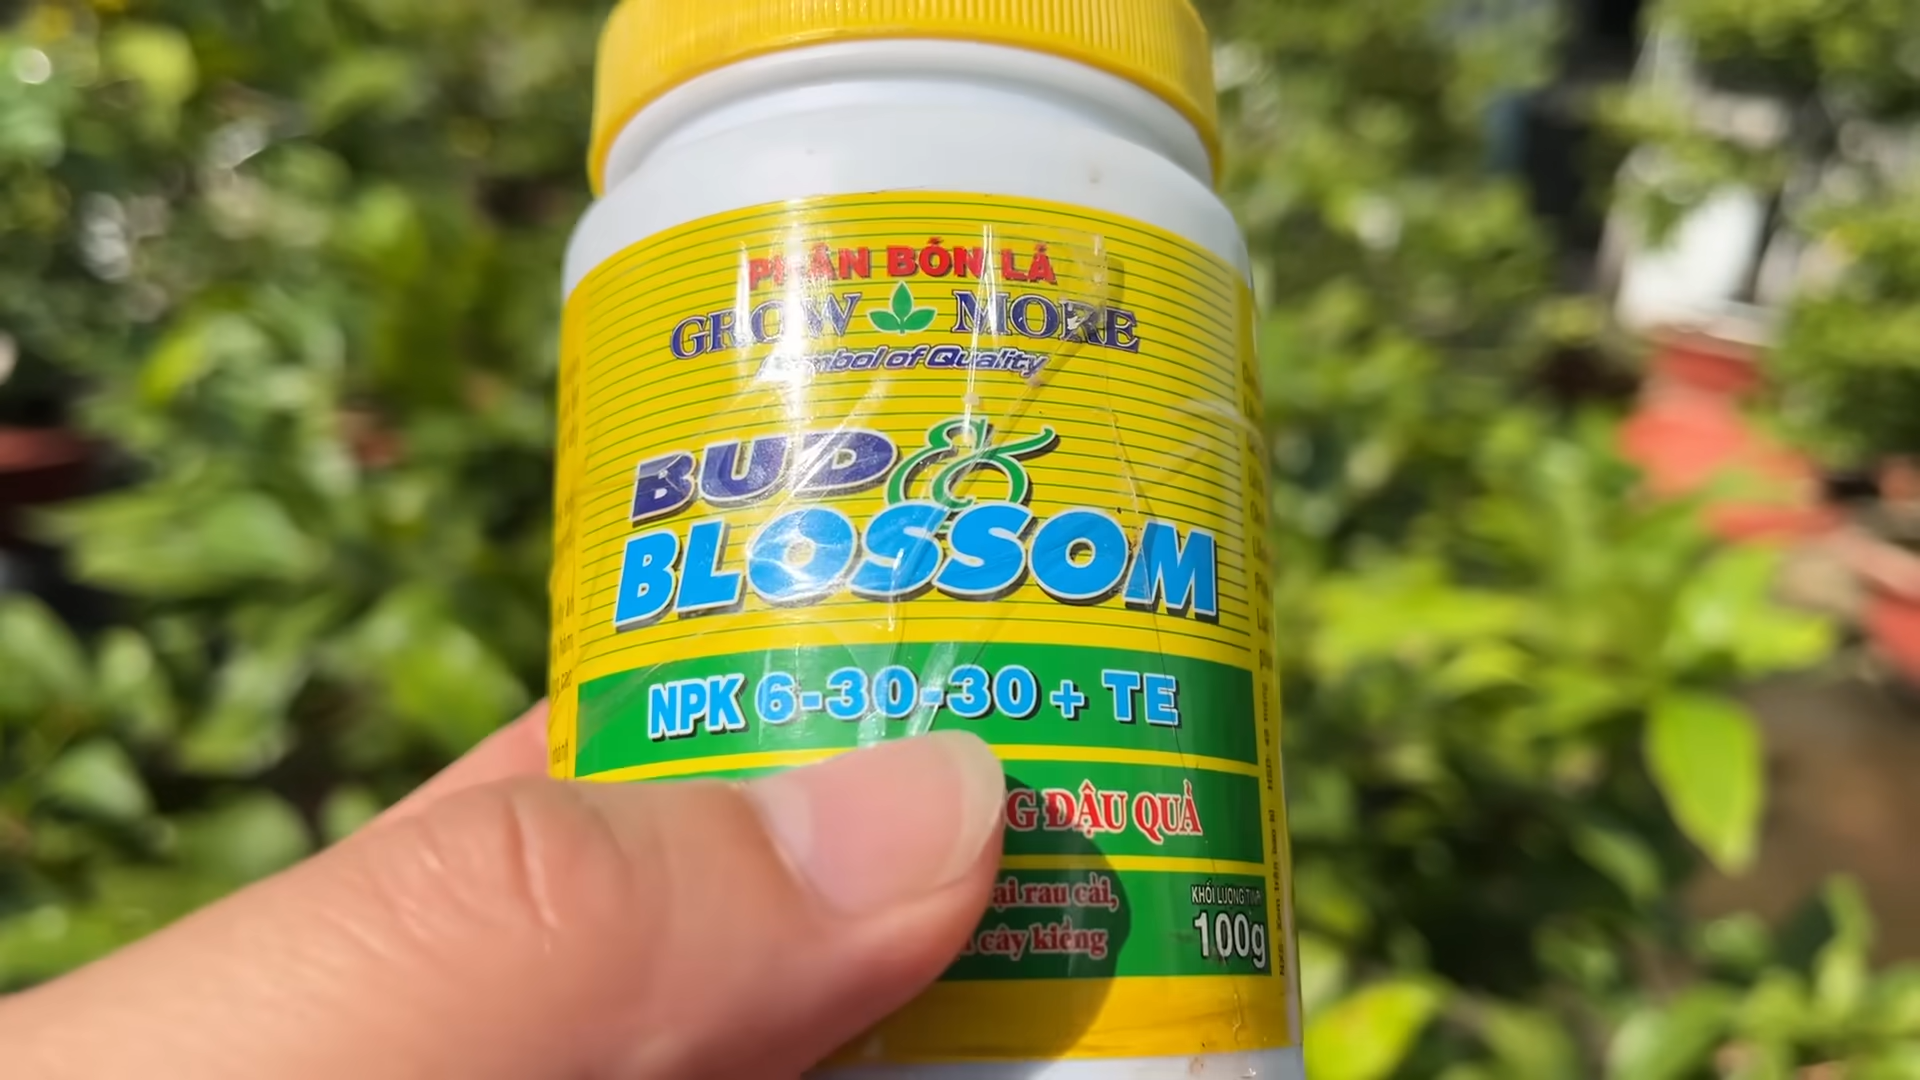 PHÂN BÓN LÁ
GROW MORE
Symbol of Quality
BUD &
BLOSSOM
NPK 6-30-30 + TE
ĐẬU QUẢ
rau cải,
cây kiểng
KHỐI LƯỢNG TỊNH
100g